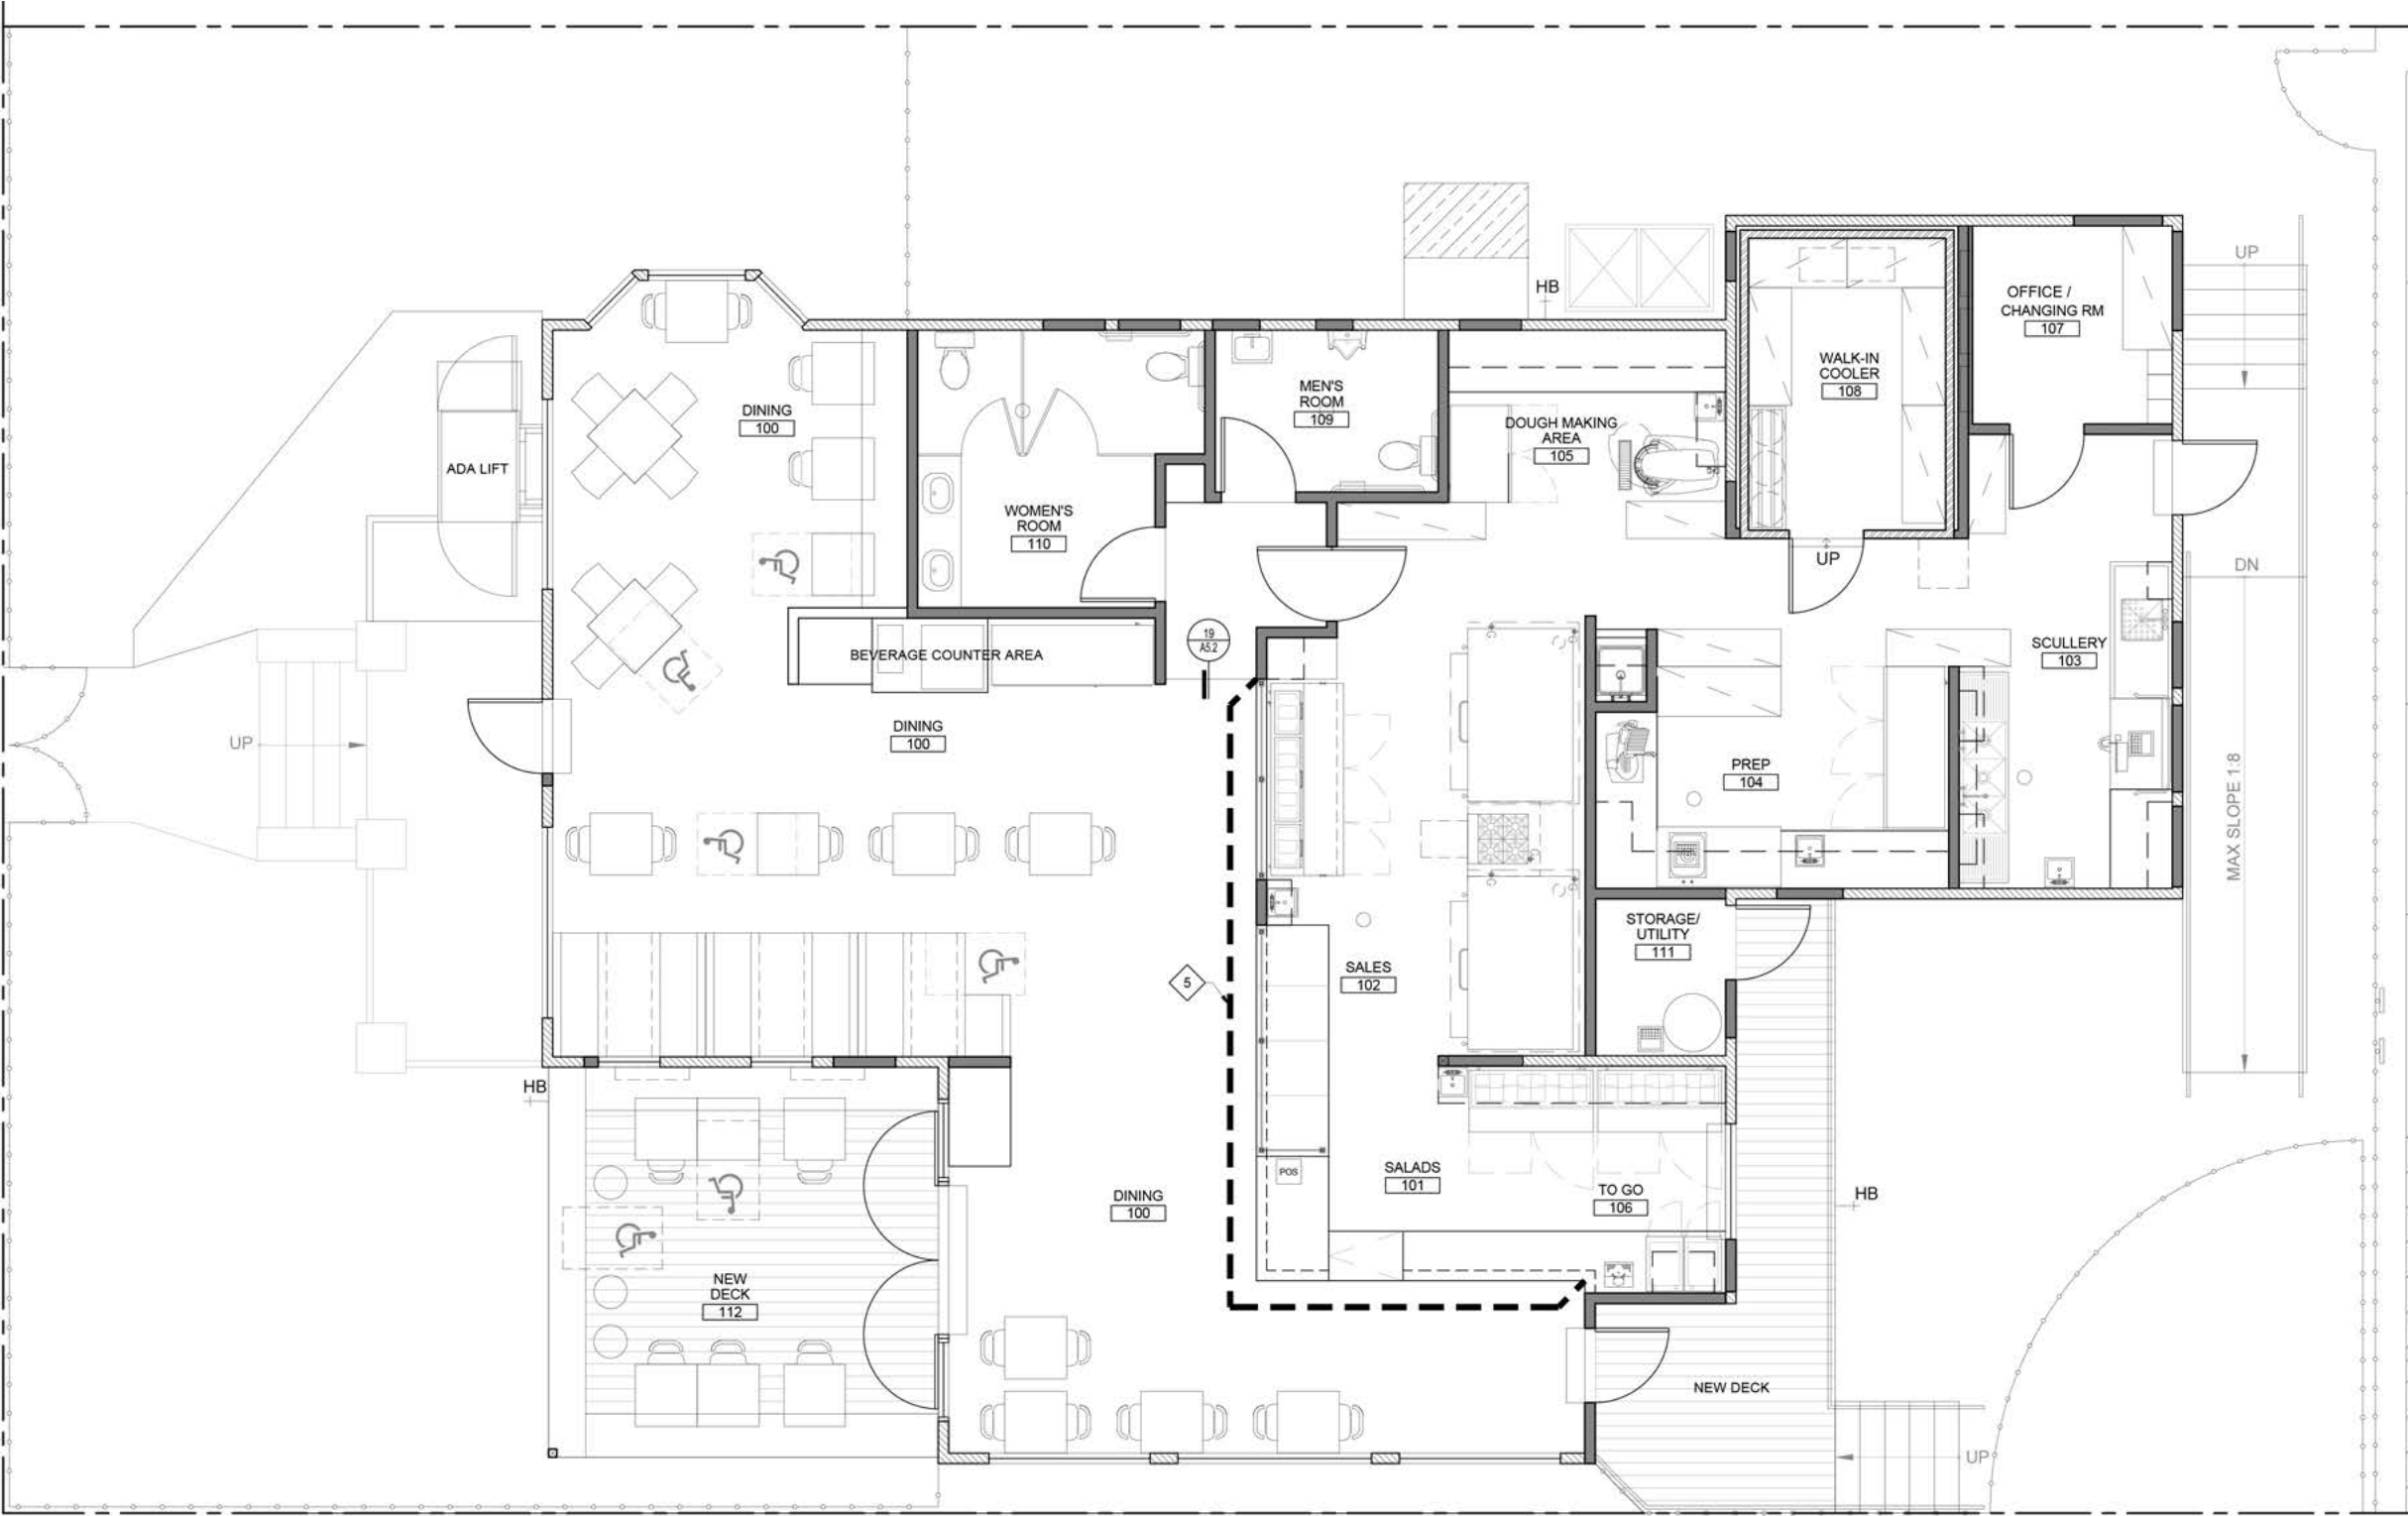 UP
HB
OFFICE /
CHANGING RM
107
WALK-IN
COOLER
108
MEN'S
ROOM
109
DINING
100
DOUGH MAKING
AREA
105
ADA LIFT
WOMEN'S
ROOM
110
UP
DN
19
A5.2
BEVERAGE COUNTER AREA
SCULLERY
103
DINING
100
UP
PREP
104
MAX SLOPE 1:8
STORAGE/
UTILITY
111
5
SALES
102
HB
POS
SALADS
101
TO GO
106
DINING
100
HB
NEW
DECK
112
NEW DECK
UP